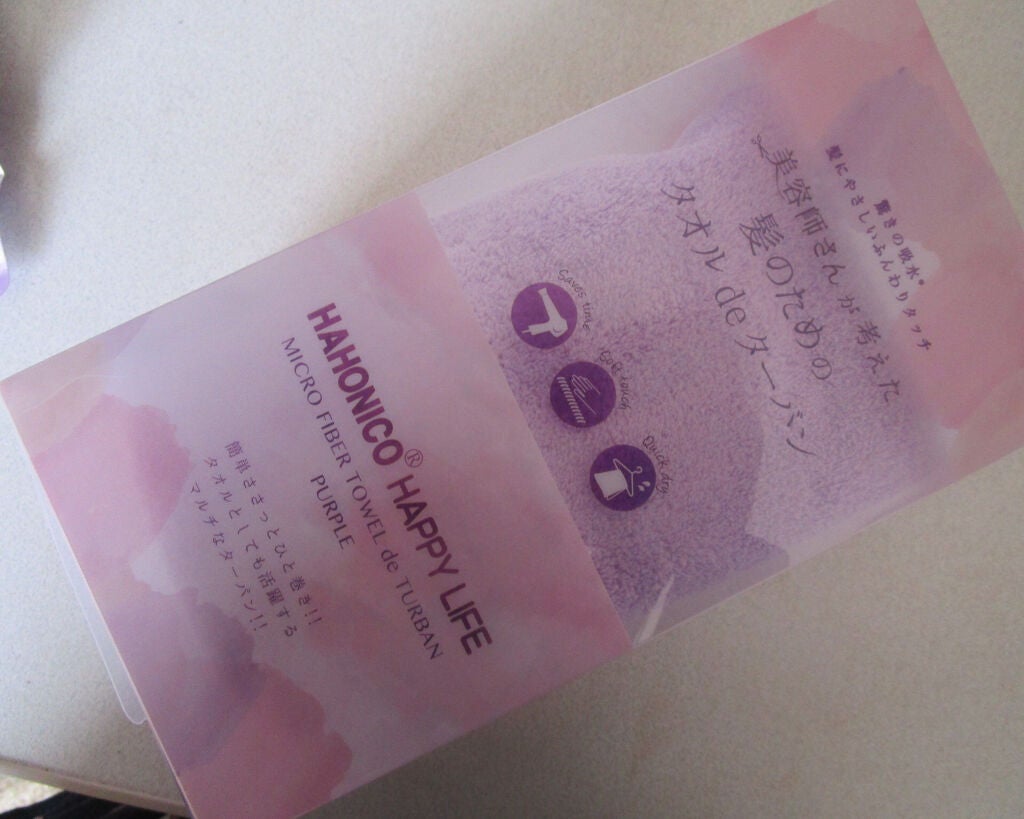 驚きの吸水*
髪にやさしいふんわりタッチ
美容師さんが考えた
髪のための
タオル de ターバン
Saves time
Soft touch
Quick dry
HAHONICO® HAPPY LIFE
MICRO FIBER TOWEL de TURBAN
PURPLE
簡単ささっとひと巻き!!
タオルとしても活躍する
マルチなターバン!!